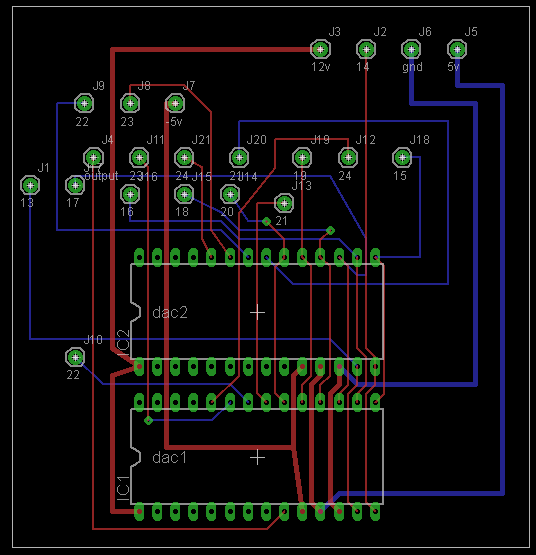 J3 J2 J6 J5
12v 14 gnd 5v
J9 J8 J7
22 23 -5v
J4 J11 J21 J20 J19 J12 J18
output 23 24 21 19 24 15
J1 J16 J15 J14 J13
13 17 16 18 20 21
IC2 dac2
J10
22
IC1 dac1